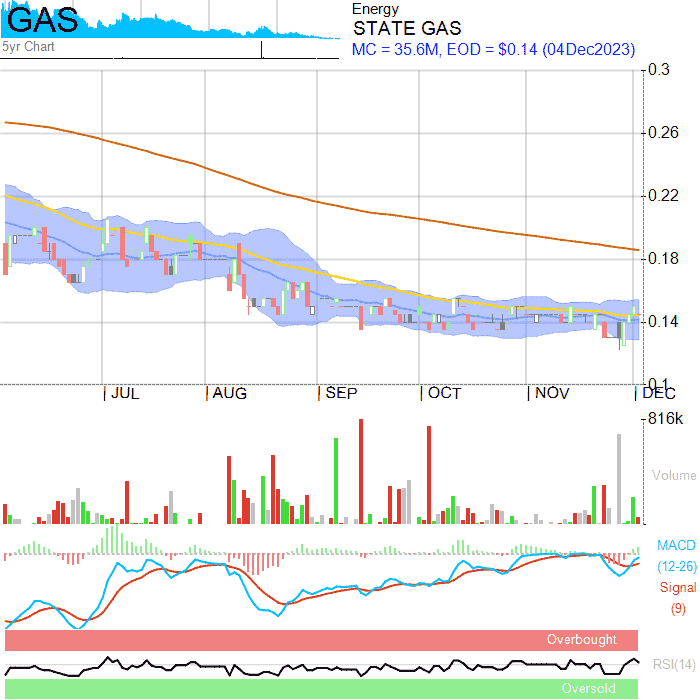 GAS
5yr Chart
Energy
STATE GAS
MC = 35.6M, EOD = $0.14 (04Dec2023)
0.3
0.26
0.22
0.18
0.14
0.1
JUL AUG SEP OCT NOV DEC
816k
Volume
MACD
(12-26)
Signal
(9)
Overbought
RSI(14)
Oversold